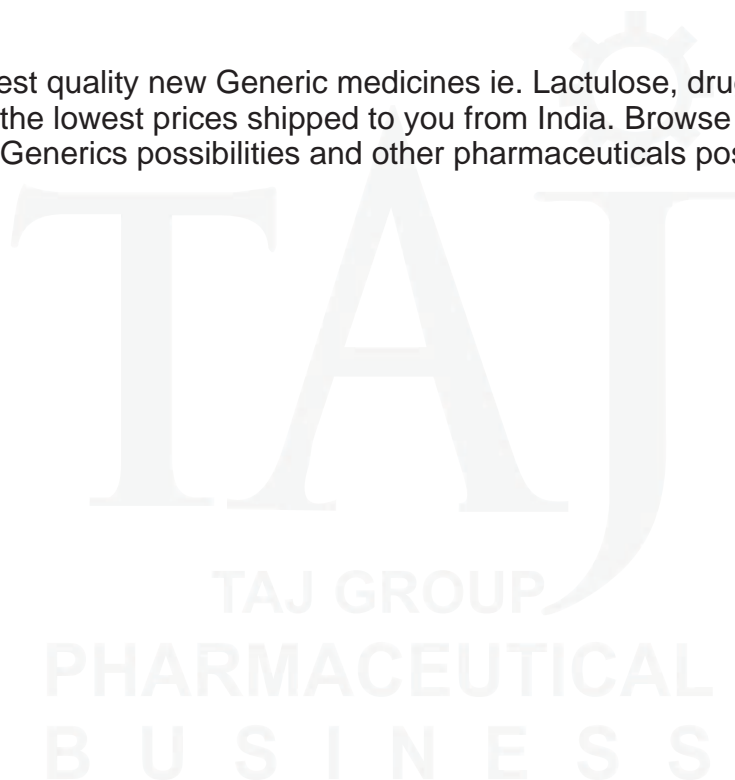 est quality new Generic medicines ie. Lactulose, dru
the lowest prices shipped to you from India. Browse
Generics possibilities and other pharmaceuticals pos
TAJ
TAJ GROUP
PHARMACEUTICAL
BUSINESS